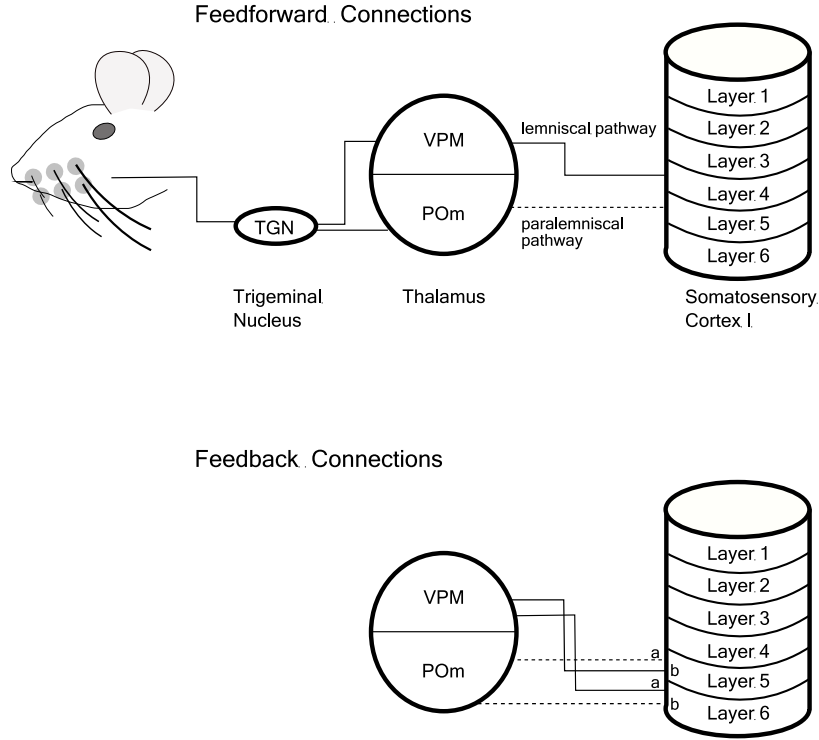 Feedforward Connections
VPM
POm
TGN
lemniscal pathway
paralemniscal
pathway
Layer 1
Layer 2
Layer 3
Layer 4
Layer 5
Layer 6
Trigeminal
Nucleus
Thalamus
Somatosensory
Cortex I
Feedback Connections
VPM
POm
a
b
a
b
Layer 1
Layer 2
Layer 3
Layer 4
Layer 5
Layer 6